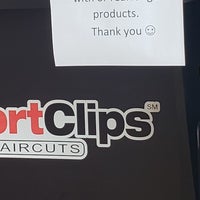 products.
Thank you ☺
ortClips SM
AIRCUTS